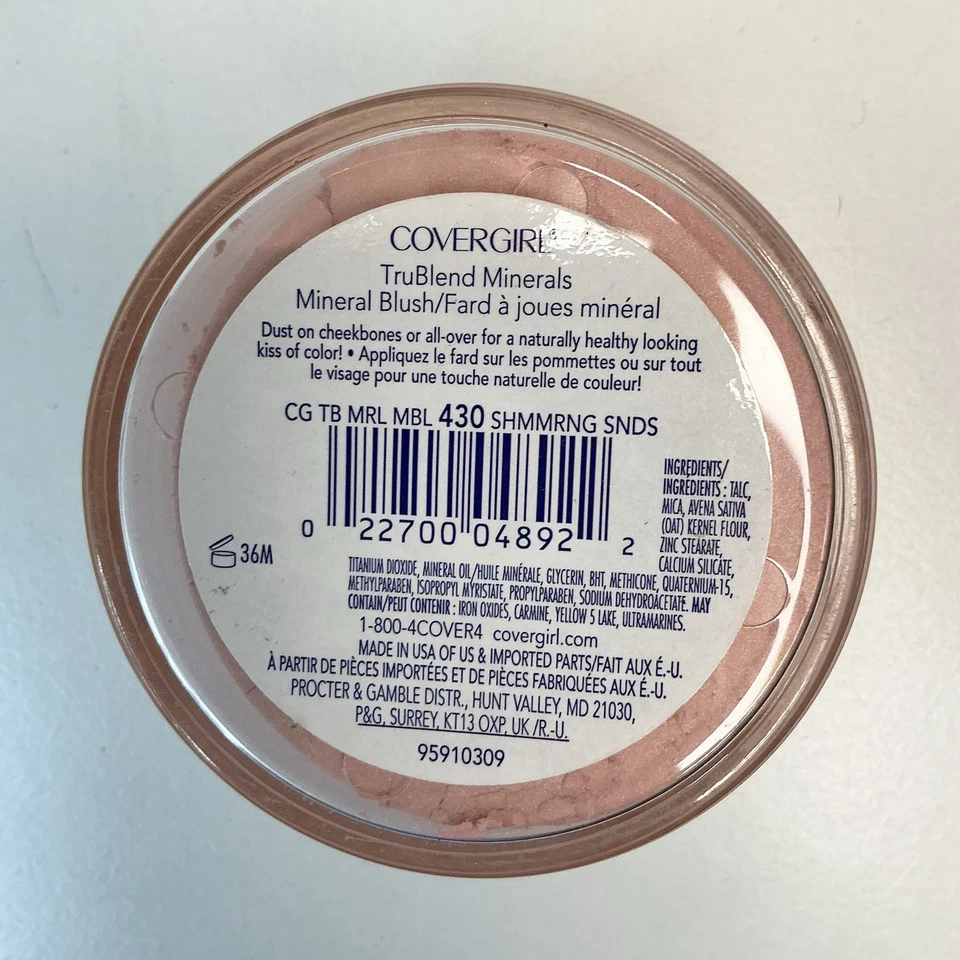 COVERGIRL
TruBlend Minerals
Mineral Blush/Fard à joues minéral
Dust on cheekbones or all-over for a naturally healthy looking
kiss of color! • Appliquez le fard sur les pommettes ou sur tout
le visage pour une touche naturelle de couleur!
CG TB MRL MBL 430 SHMMRNG SNDS
0 22700 04892 2
36M
INGREDIENTS/
INGRÉDIENTS : TALC,
MICA, AVENA SATIVA
(OAT) KERNEL FLOUR,
ZINC STEARATE,
CALCIUM SILICATE,
TITANIUM DIOXIDE, MINERAL OIL/HUILE MINÉRALE, GLYCERIN, BHT, METHICONE, QUATERNIUM-15,
METHYLPARABEN, ISOPROPYL MYRISTATE, PROPYLPARABEN, SODIUM DEHYDROACETATE. MAY
CONTAIN/PEUT CONTENIR : IRON OXIDES, CARMINE, YELLOW 5 LAKE, ULTRAMARINES.
1-800-4COVER4 covergirl.com
MADE IN USA OF US & IMPORTED PARTS/FAIT AUX É.-U.
À PARTIR DE PIÈCES IMPORTÉES ET DE PIÈCES FABRIQUÉES AUX É.-U.
PROCTER & GAMBLE DISTR., HUNT VALLEY, MD 21030,
P&G, SURREY, KT13 OXP, UK /R.-U.
95910309